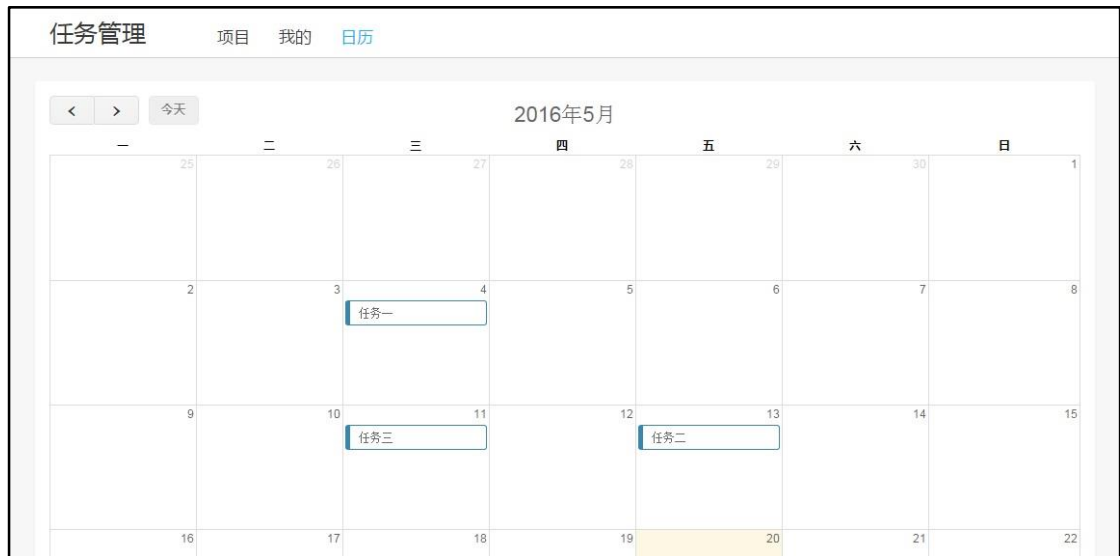 任务管理 项目 我的 日历
< > 今天 2016年5月
一 二 三 四 五 六 日
25 26 27 28 29 30 1
2 3 4 5 6 7 8
任务一
9 10 11 12 13 14 15
任务三 任务二
16 17 18 19 20 21 22